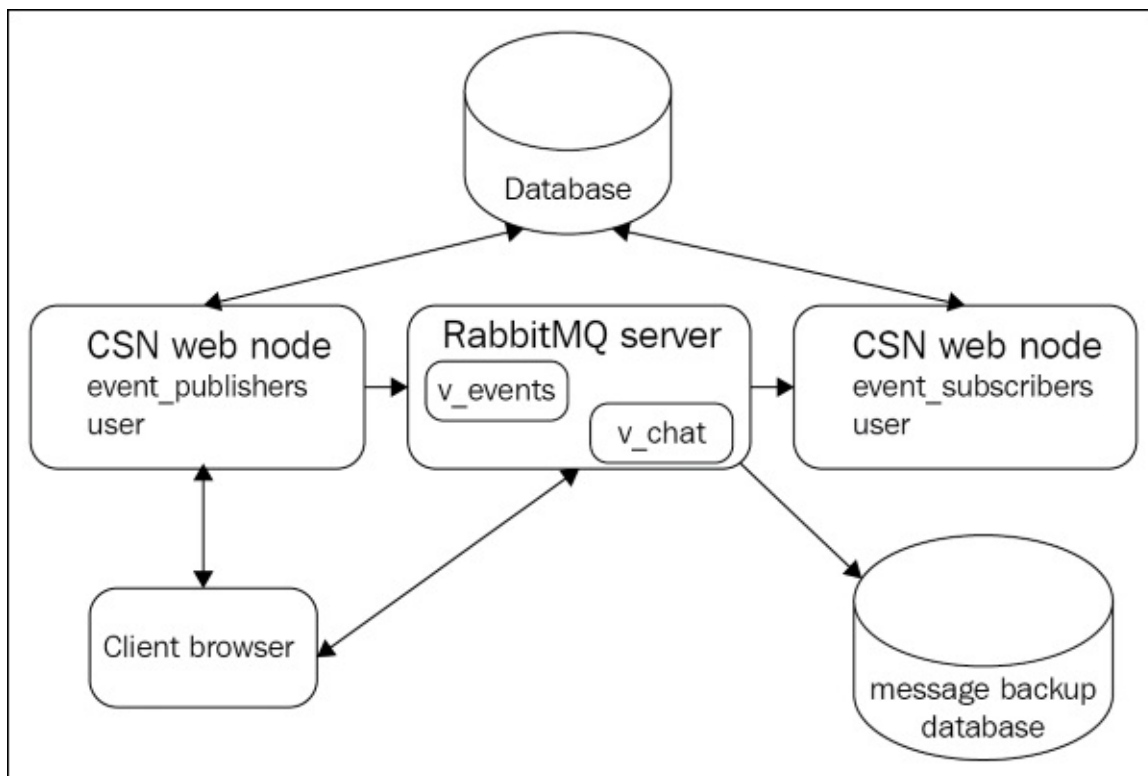 Database
CSN web node
event_publishers
user
RabbitMQ server
v_events
v_chat
CSN web node
event_subscribers
user
Client browser
message backup
database